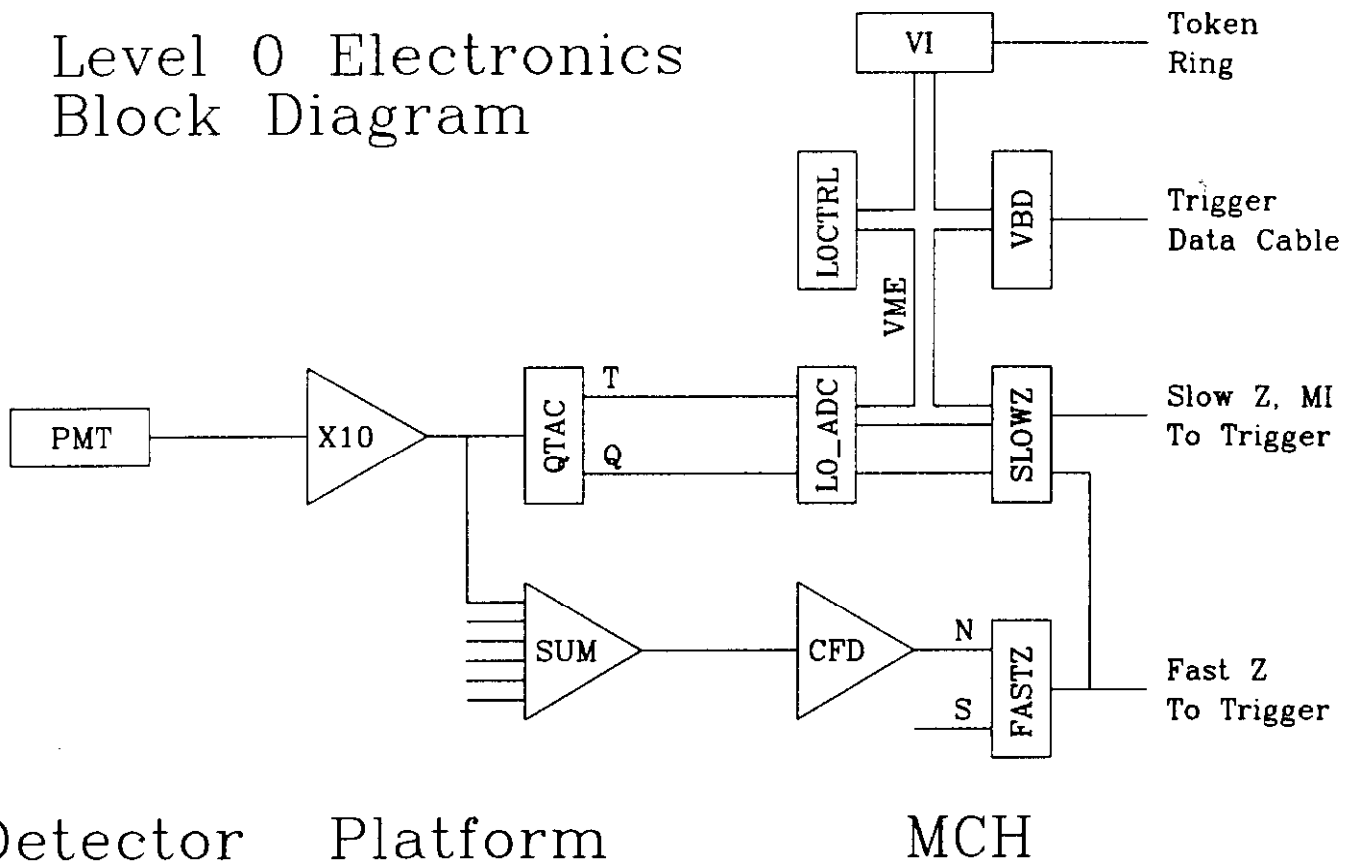 Level 0 Electronics
Block Diagram
VI
Token
Ring
LOCTRL
VBD
Trigger
Data Cable
VME
PMT
X10
QTAC
T
Q
LO_ADC
SLOWZ
Slow Z, MI
To Trigger
SUM
CFD
N
S
FASTZ
Fast Z
To Trigger
Detector Platform MCH